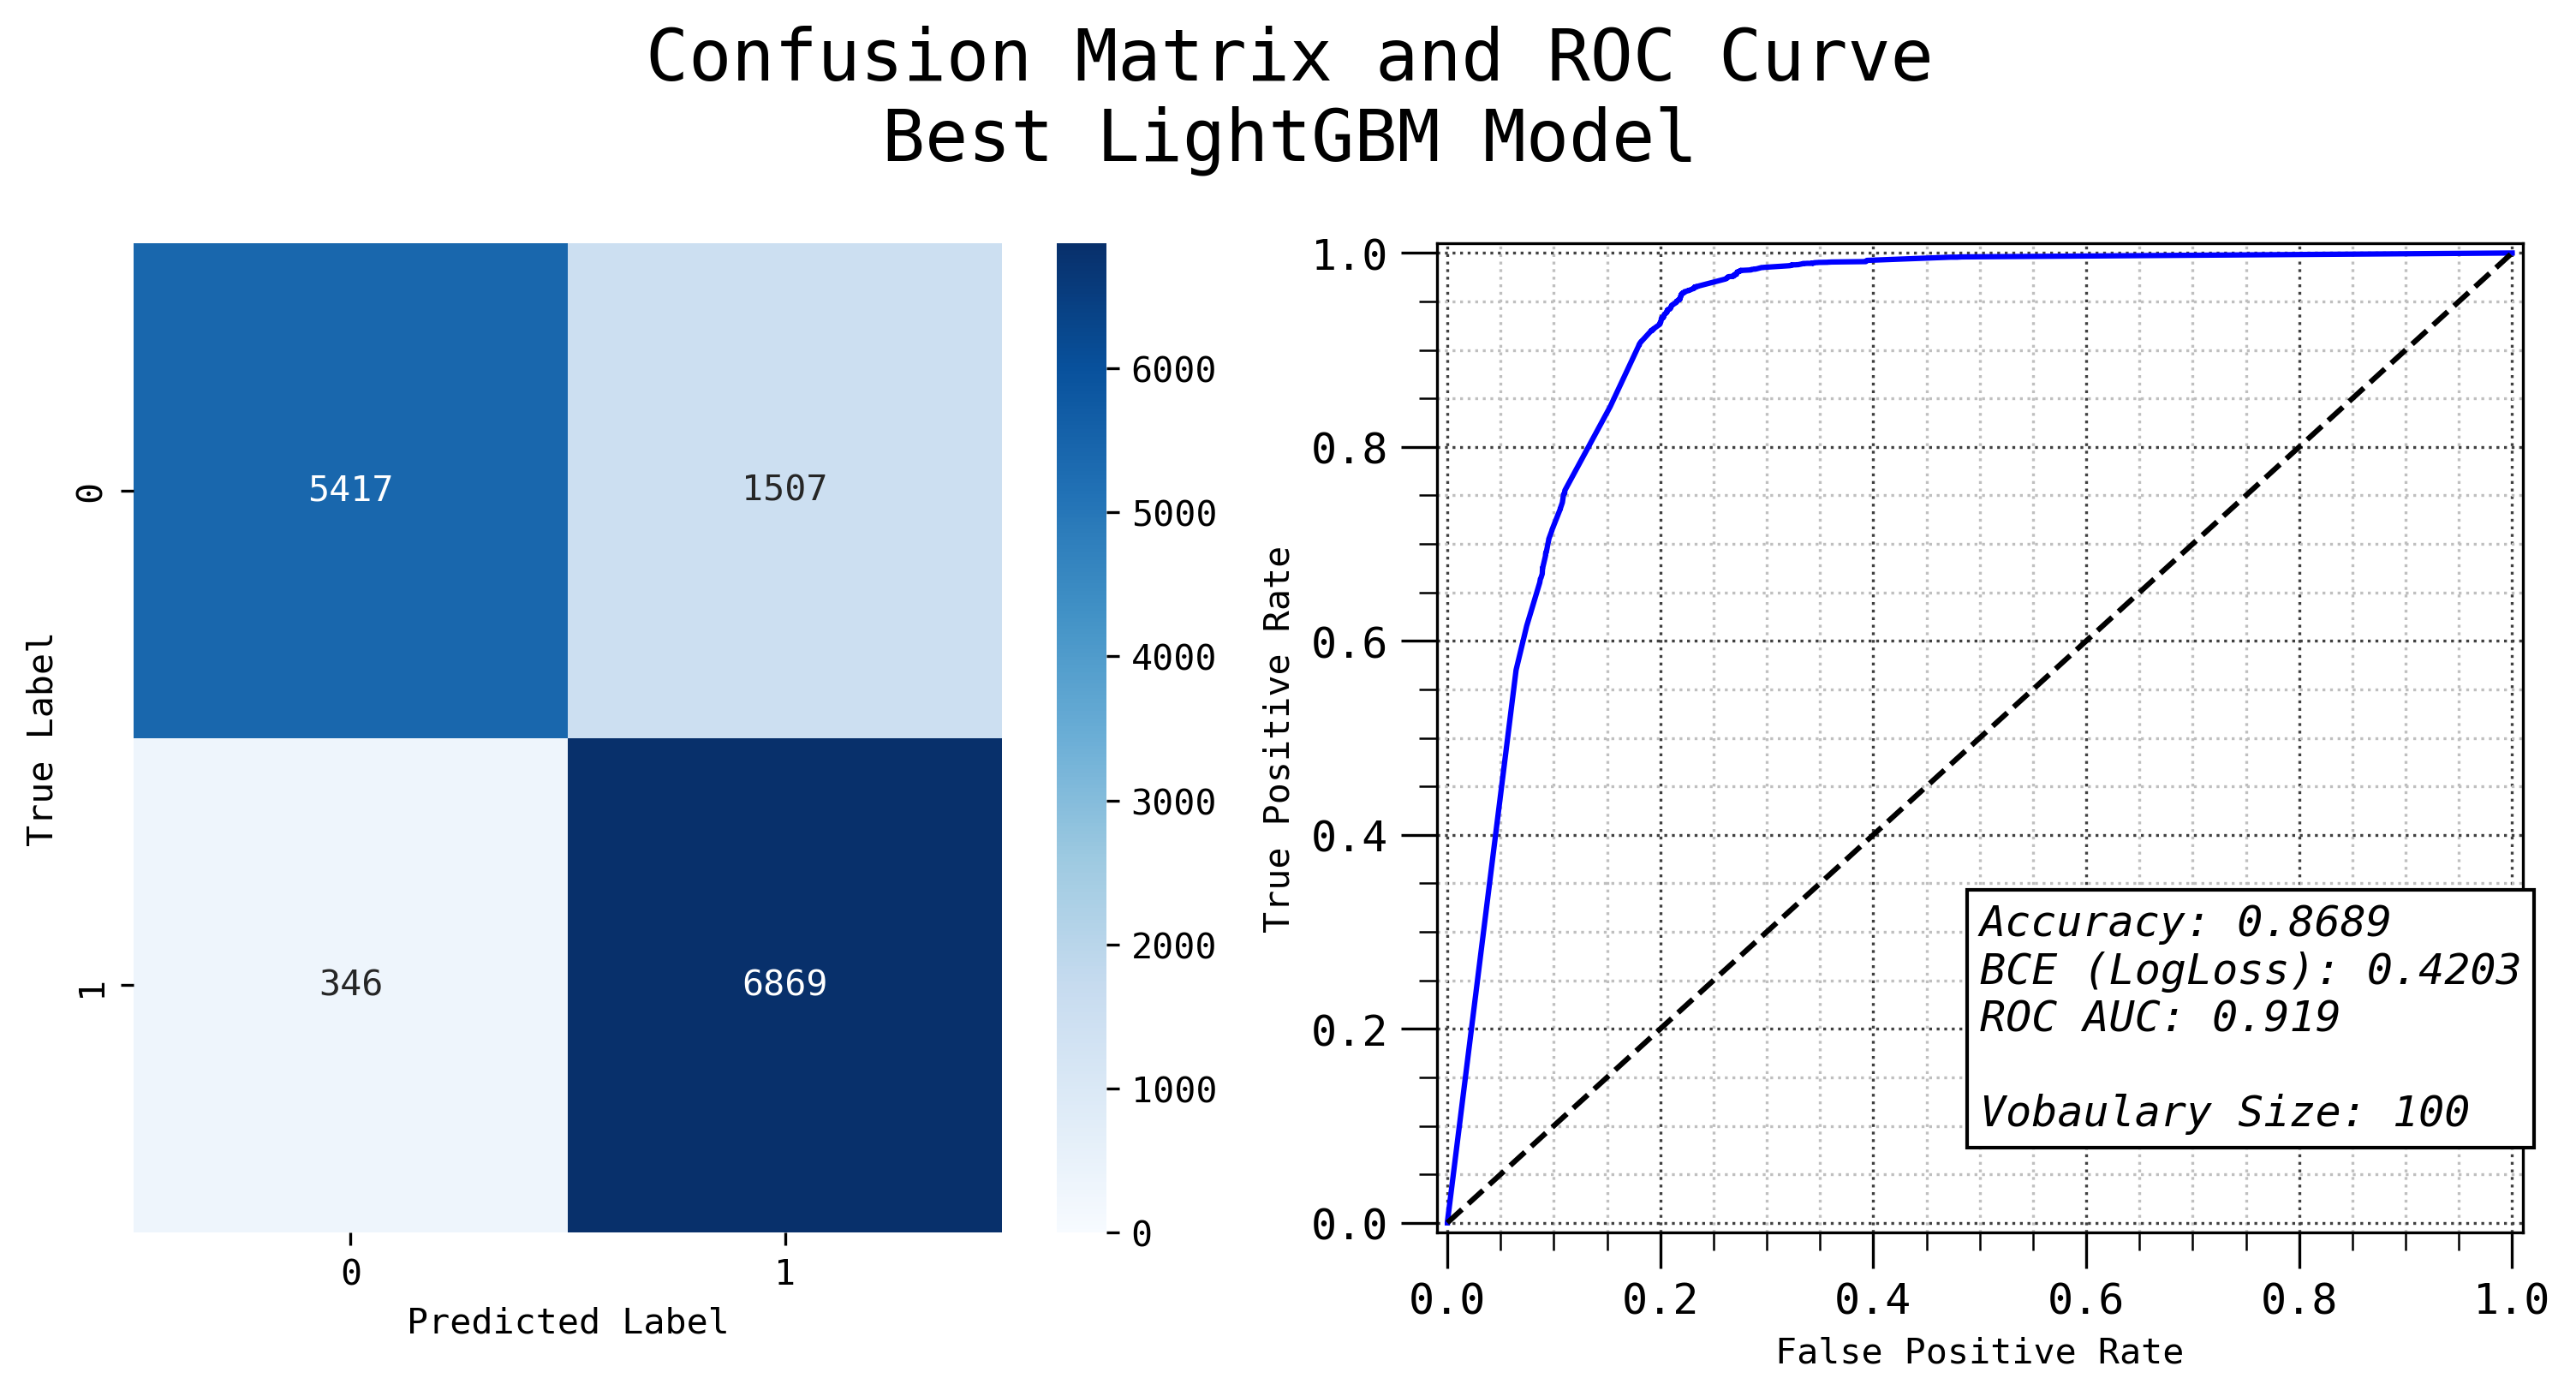 Confusion Matrix and ROC Curve
Best LightGBM Model
True Label
0
1
5417
1507
346
6869
0
1
Predicted Label
6000
5000
4000
3000
2000
1000
0
True Positive Rate
1.0
0.8
0.6
0.4
0.2
0.0
Accuracy: 0.8689
BCE (LogLoss): 0.4203
ROC AUC: 0.919
Vobaulary Size: 100
0.0
0.2
0.4
0.6
0.8
1.0
False Positive Rate